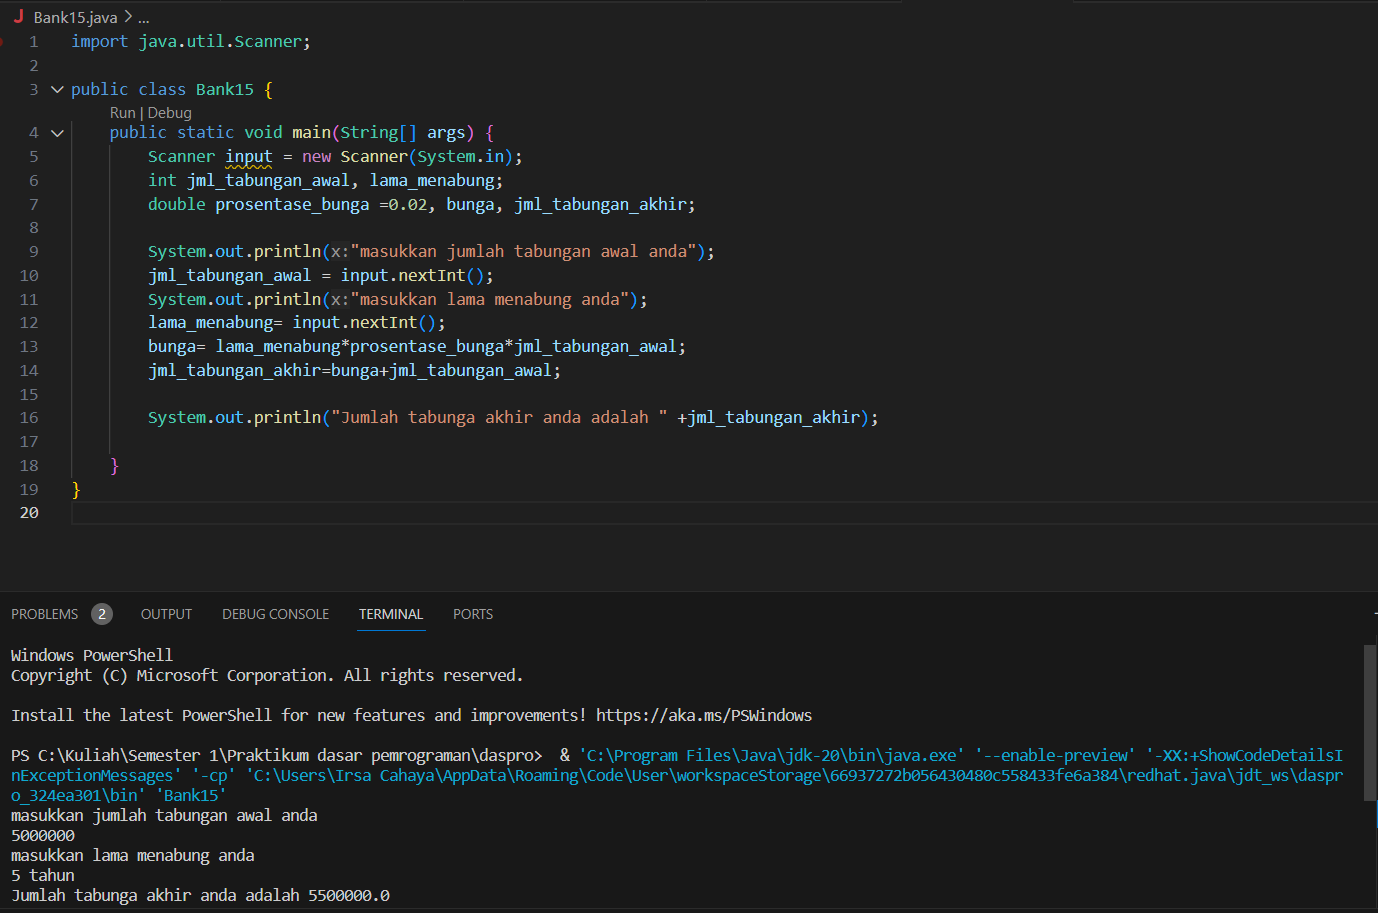 J Bank15.java > ...
1 import java.util.Scanner;
2
3 public class Bank15 {
Run | Debug
4 public static void main(String[] args) {
5 Scanner input = new Scanner(System.in);
6 int jml_tabungan_awal, lama_menabung;
7 double prosentase_bunga =0.02, bunga, jml_tabungan_akhir;
8
9 System.out.println(x:"masukkan jumlah tabungan awal anda");
10 jml_tabungan_awal = input.nextInt();
11 System.out.println(x:"masukkan lama menabung anda");
12 lama_menabung= input.nextInt();
13 bunga= lama_menabung*prosentase_bunga*jml_tabungan_awal;
14 jml_tabungan_akhir=bunga+jml_tabungan_awal;
15
16 System.out.println("Jumlah tabunga akhir anda adalah " +jml_tabungan_akhir);
17
18 }
19 }
20
PROBLEMS 2 OUTPUT DEBUG CONSOLE TERMINAL PORTS
Windows PowerShell
Copyright (C) Microsoft Corporation. All rights reserved.
Install the latest PowerShell for new features and improvements! https://aka.ms/PSWindows
PS C:\Kuliah\Semester 1\Praktikum dasar pemrograman\daspro> & 'C:\Program Files\Java\jdk-20\bin\java.exe' '--enable-preview' '-XX:+ShowCodeDetailsI
nExceptionMessages' '-cp' 'C:\Users\Irsa Cahaya\AppData\Roaming\Code\User\workspaceStorage\66937272b056430480c558433fe6a384\redhat.java\jdt_ws\daspr
o_324ea301\bin' 'Bank15'
masukkan jumlah tabungan awal anda
5000000
masukkan lama menabung anda
5 tahun
Jumlah tabunga akhir anda adalah 5500000.0